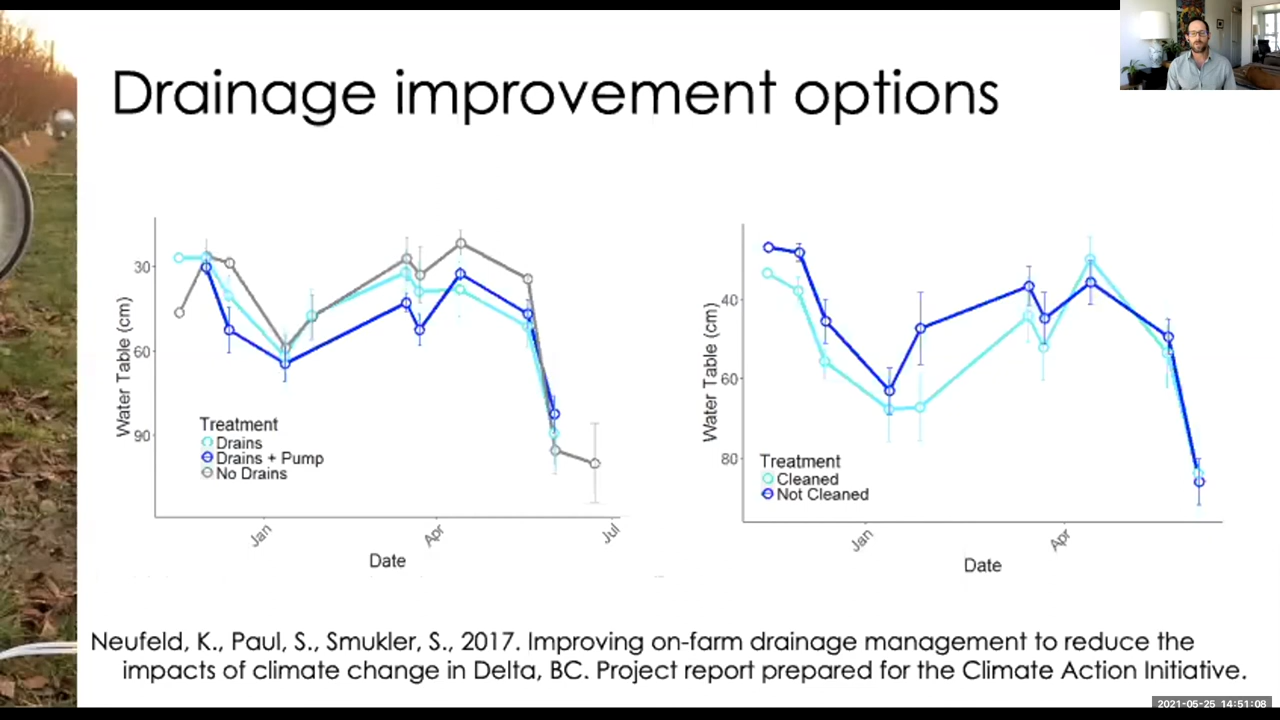 Drainage improvement options
30
60
90
Water Table (cm)
Treatment
Drains
Drains + Pump
No Drains
Jan
Apr
Jul
Date
40
60
80
Water Table (cm)
Treatment
Cleaned
Not Cleaned
Jan
Apr
Date
Neufeld, K., Paul, S., Smukler, S., 2017. Improving on-farm drainage management to reduce the
impacts of climate change in Delta, BC. Project report prepared for the Climate Action Initiative.
2021-05-25 14:51:08